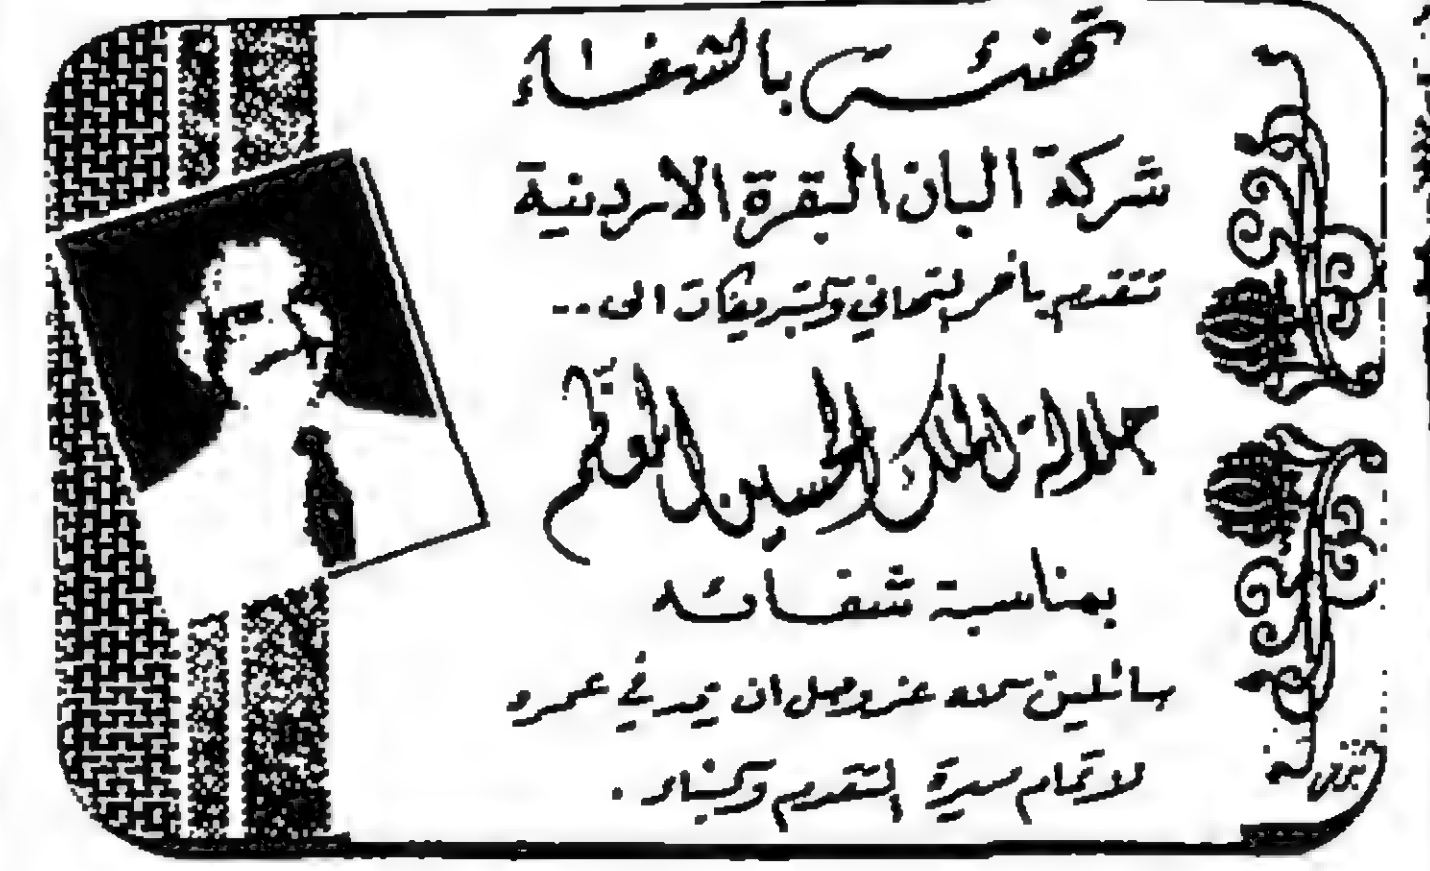 تهنئة بالشفاء
شركة البان البقرة الاردنية
تتقدم بأحر التهاني والتبريكات الى ..
جلالة الملك الحسين المعظم
بمناسبة شفائه
سائلين الله عز وجل ان يمد في عمره
لاتمام مسيرة التقدم والبناء .